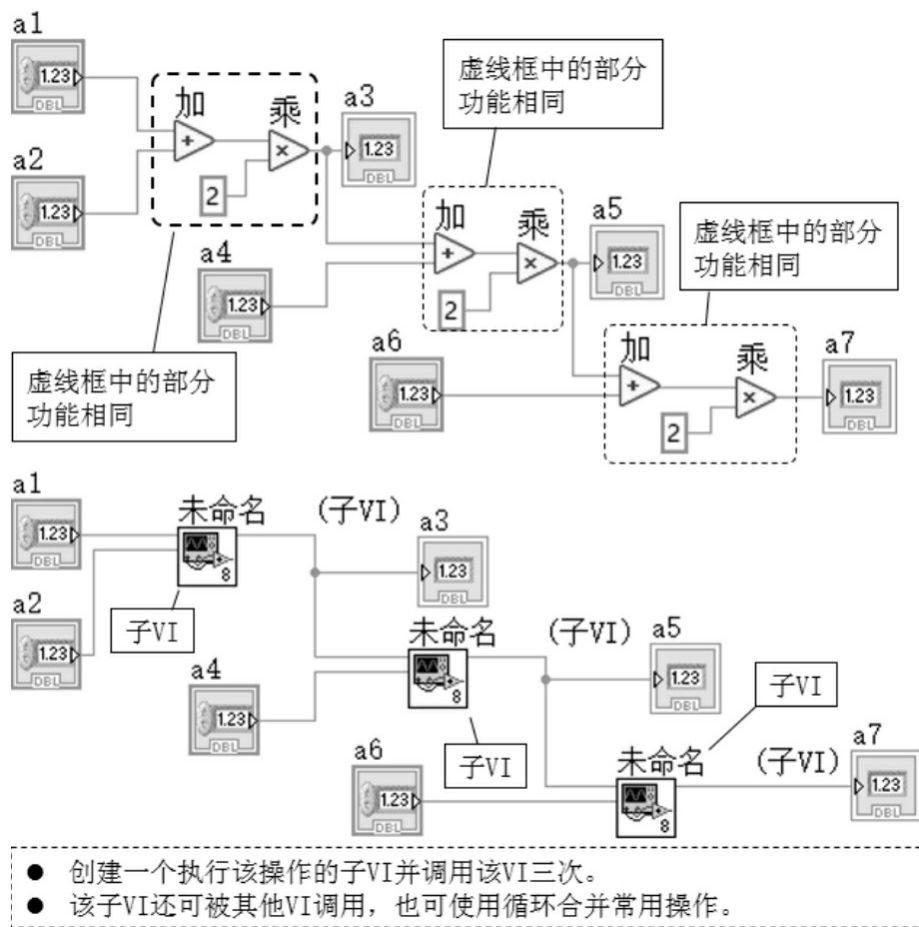 a1
1.23
DBL
虚线框中的部分
功能相同
加
乘
a3
1.23
DBL
a2
1.23
DBL
+
×
2
加
乘
a5
1.23
DBL
虚线框中的部分
功能相同
a4
1.23
DBL
+
×
2
a6
1.23
DBL
加
乘
a7
1.23
DBL
+
×
2
虚线框中的部分
功能相同
a1
1.23
DBL
未命名 (子VI)
8
a3
1.23
DBL
a2
1.23
DBL
子VI
未命名 (子VI)
8
a5
1.23
DBL
a4
1.23
DBL
子VI
子VI
a6
1.23
DBL
未命名 (子VI)
8
a7
1.23
DBL
● 创建一个执行该操作的子VI并调用该VI三次。
● 该子VI还可被其他VI调用，也可使用循环合并常用操作。